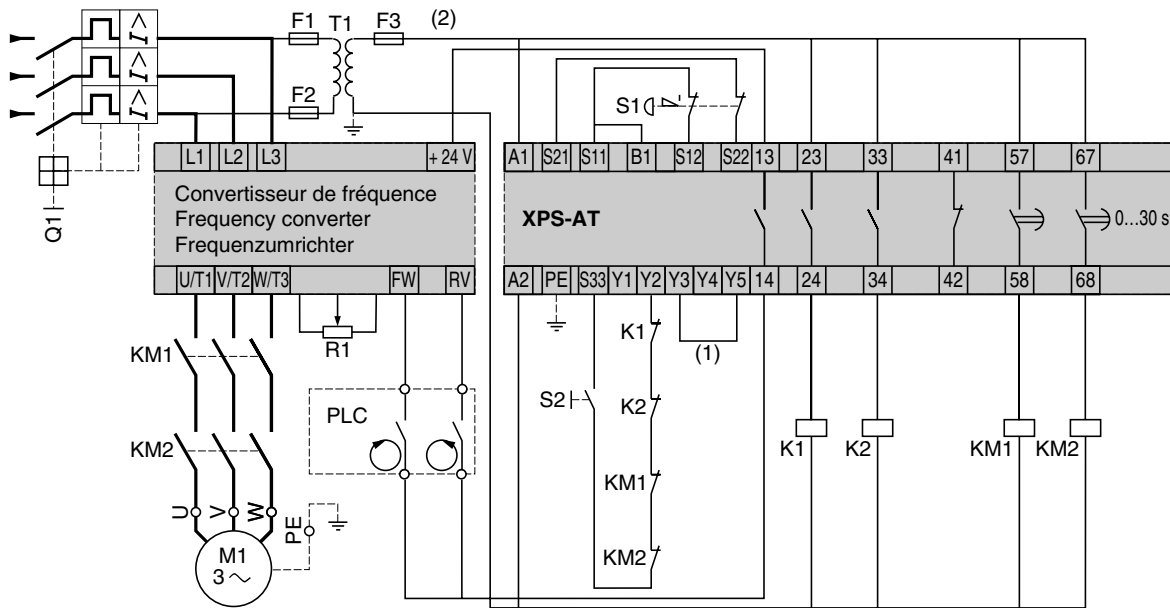 F1 T1 F3 (2)
F2
S1
Q1
L1 L2 L3 + 24 V
Convertisseur de fréquence
Frequency converter
Frequenzumrichter
U/T1 V/T2 W/T3 FW RV
A1 S21 S11 B1 S12 S22 13 23 33 41 57 67
XPS-AT 0...30 s
A2 PE S33 Y1 Y2 Y3 Y4 Y5 14 24 34 42 58 68
R1
KM1
K1
(1)
PLC
S2
K2
K1 K2 KM1 KM2
KM2
KM1
U V W
PE
KM2
M1
3 ~